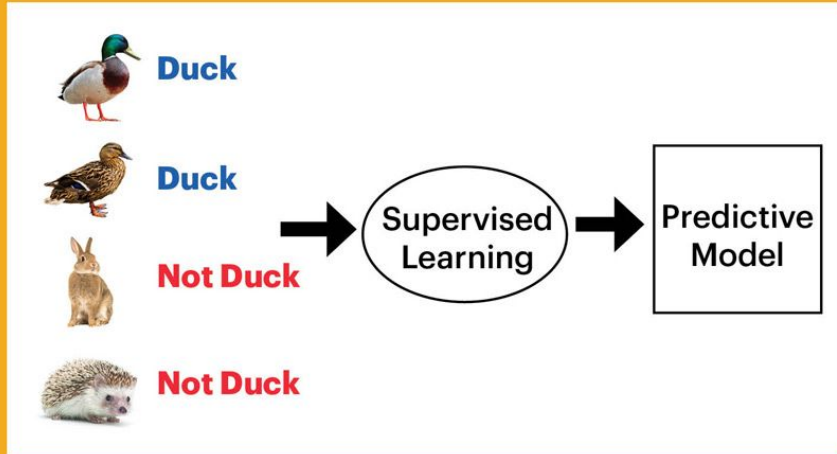 Duck
Duck
Not Duck
Not Duck
Supervised
Learning
Predictive
Model